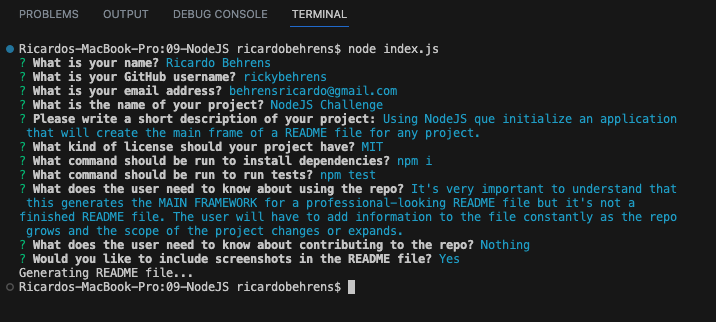 PROBLEMS OUTPUT DEBUG CONSOLE TERMINAL
Ricardos-MacBook-Pro:09-NodeJS ricardobehrens$ node index.js
? What is your name? Ricardo Behrens
? What is your GitHub username? rickybehrens
? What is your email address? behrensricardo@gmail.com
? What is the name of your project? NodeJS Challenge
? Please write a short description of your project: Using NodeJS que initialize an application
that will create the main frame of a README file for any project.
? What kind of license should your project have? MIT
? What command should be run to install dependencies? npm i
? What command should be run to run tests? npm test
? What does the user need to know about using the repo? It's very important to understand that
this generates the MAIN FRAMEWORK for a professional-looking README file but it's not a
finished README file. The user will have to add information to the file constantly as the repo
grows and the scope of the project changes or expands.
? What does the user need to know about contributing to the repo? Nothing
? Would you like to include screenshots in the README file? Yes
Generating README file...
Ricardos-MacBook-Pro:09-NodeJS ricardobehrens$